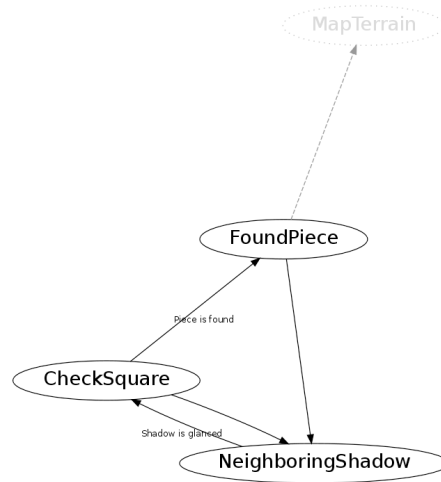 MapTerrain
FoundPiece
Piece is found
CheckSquare
Shadow is glanced
NeighboringShadow